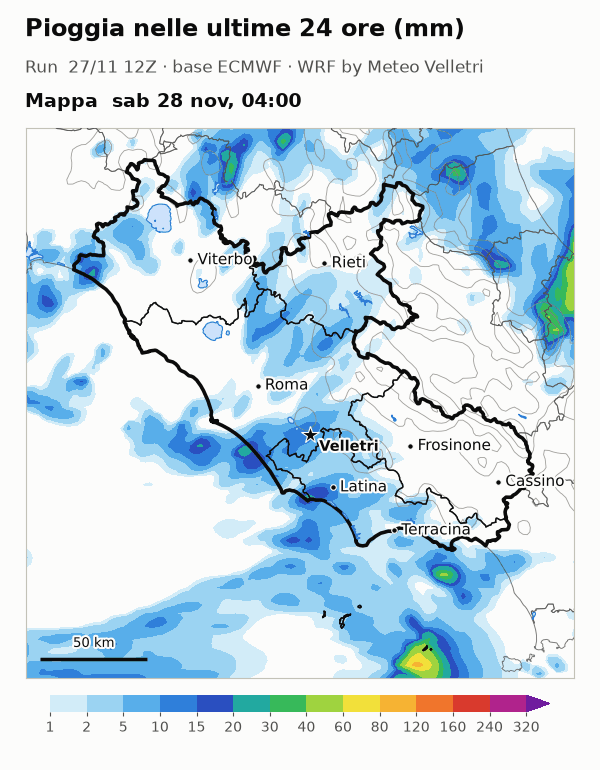 Pioggia nelle ultime 24 ore (mm)
Run  27/11 12Z · base ECMWF · WRF by Meteo Velletri
Mappa  sab 28 nov, 04:00
Viterbo
Rieti
Roma
Velletri
Frosinone
Cassino
Latina
Terracina
50 km
1 2 5 10 15 20 30 40 60 80 120 160 240 320